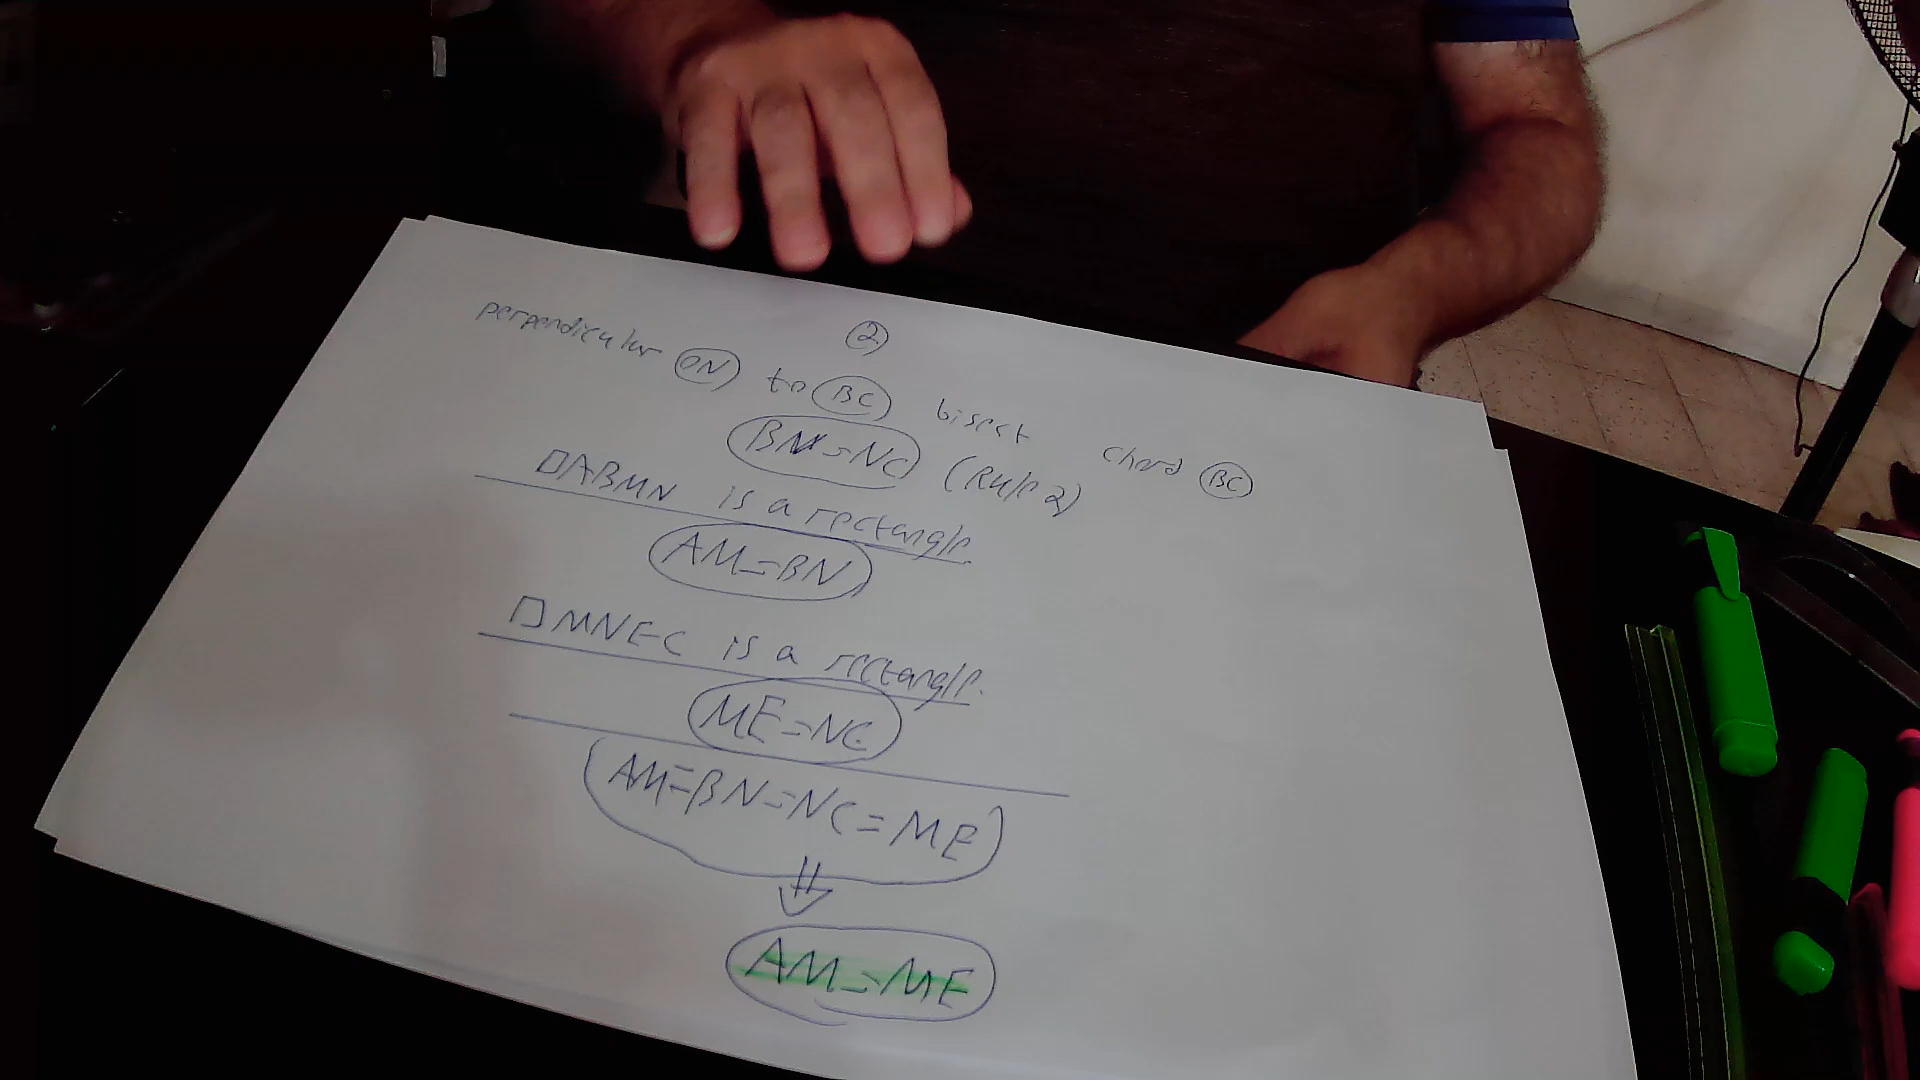 ②
perpendicular ON to BC bisect chord BC
BN=NC (Rule 2)
□ABMN is a rectangle.
AM=BN
□MNEC is a rectangle.
ME=NC
AM=BN=NC=ME
⇓
AM=ME